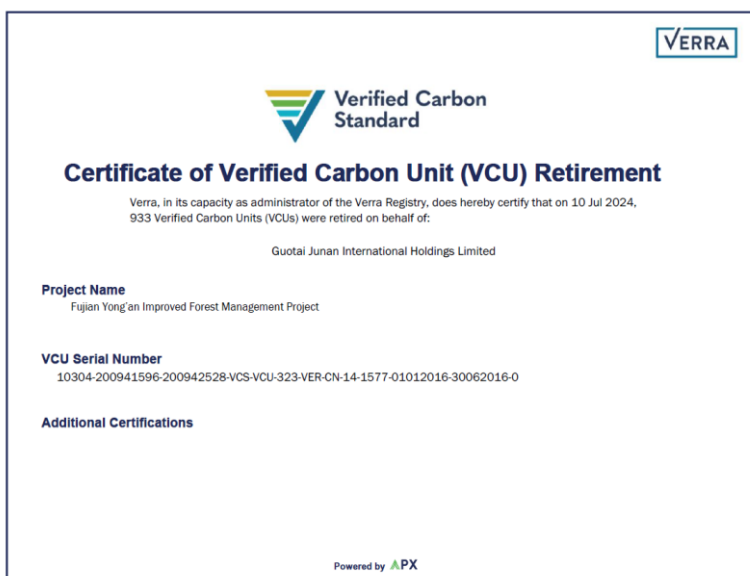 VERRA
Verified Carbon
Standard
Certificate of Verified Carbon Unit (VCU) Retirement
Verra, in its capacity as administrator of the Verra Registry, does hereby certify that on 10 Jul 2024,
933 Verified Carbon Units (VCUs) were retired on behalf of:
Guotai Junan International Holdings Limited
Project Name
Fujian Yong'an Improved Forest Management Project
VCU Serial Number
10304-200941596-200942528-VCS-VCU-323-VER-CN-14-1577-01012016-30062016-0
Additional Certifications
Powered by APX